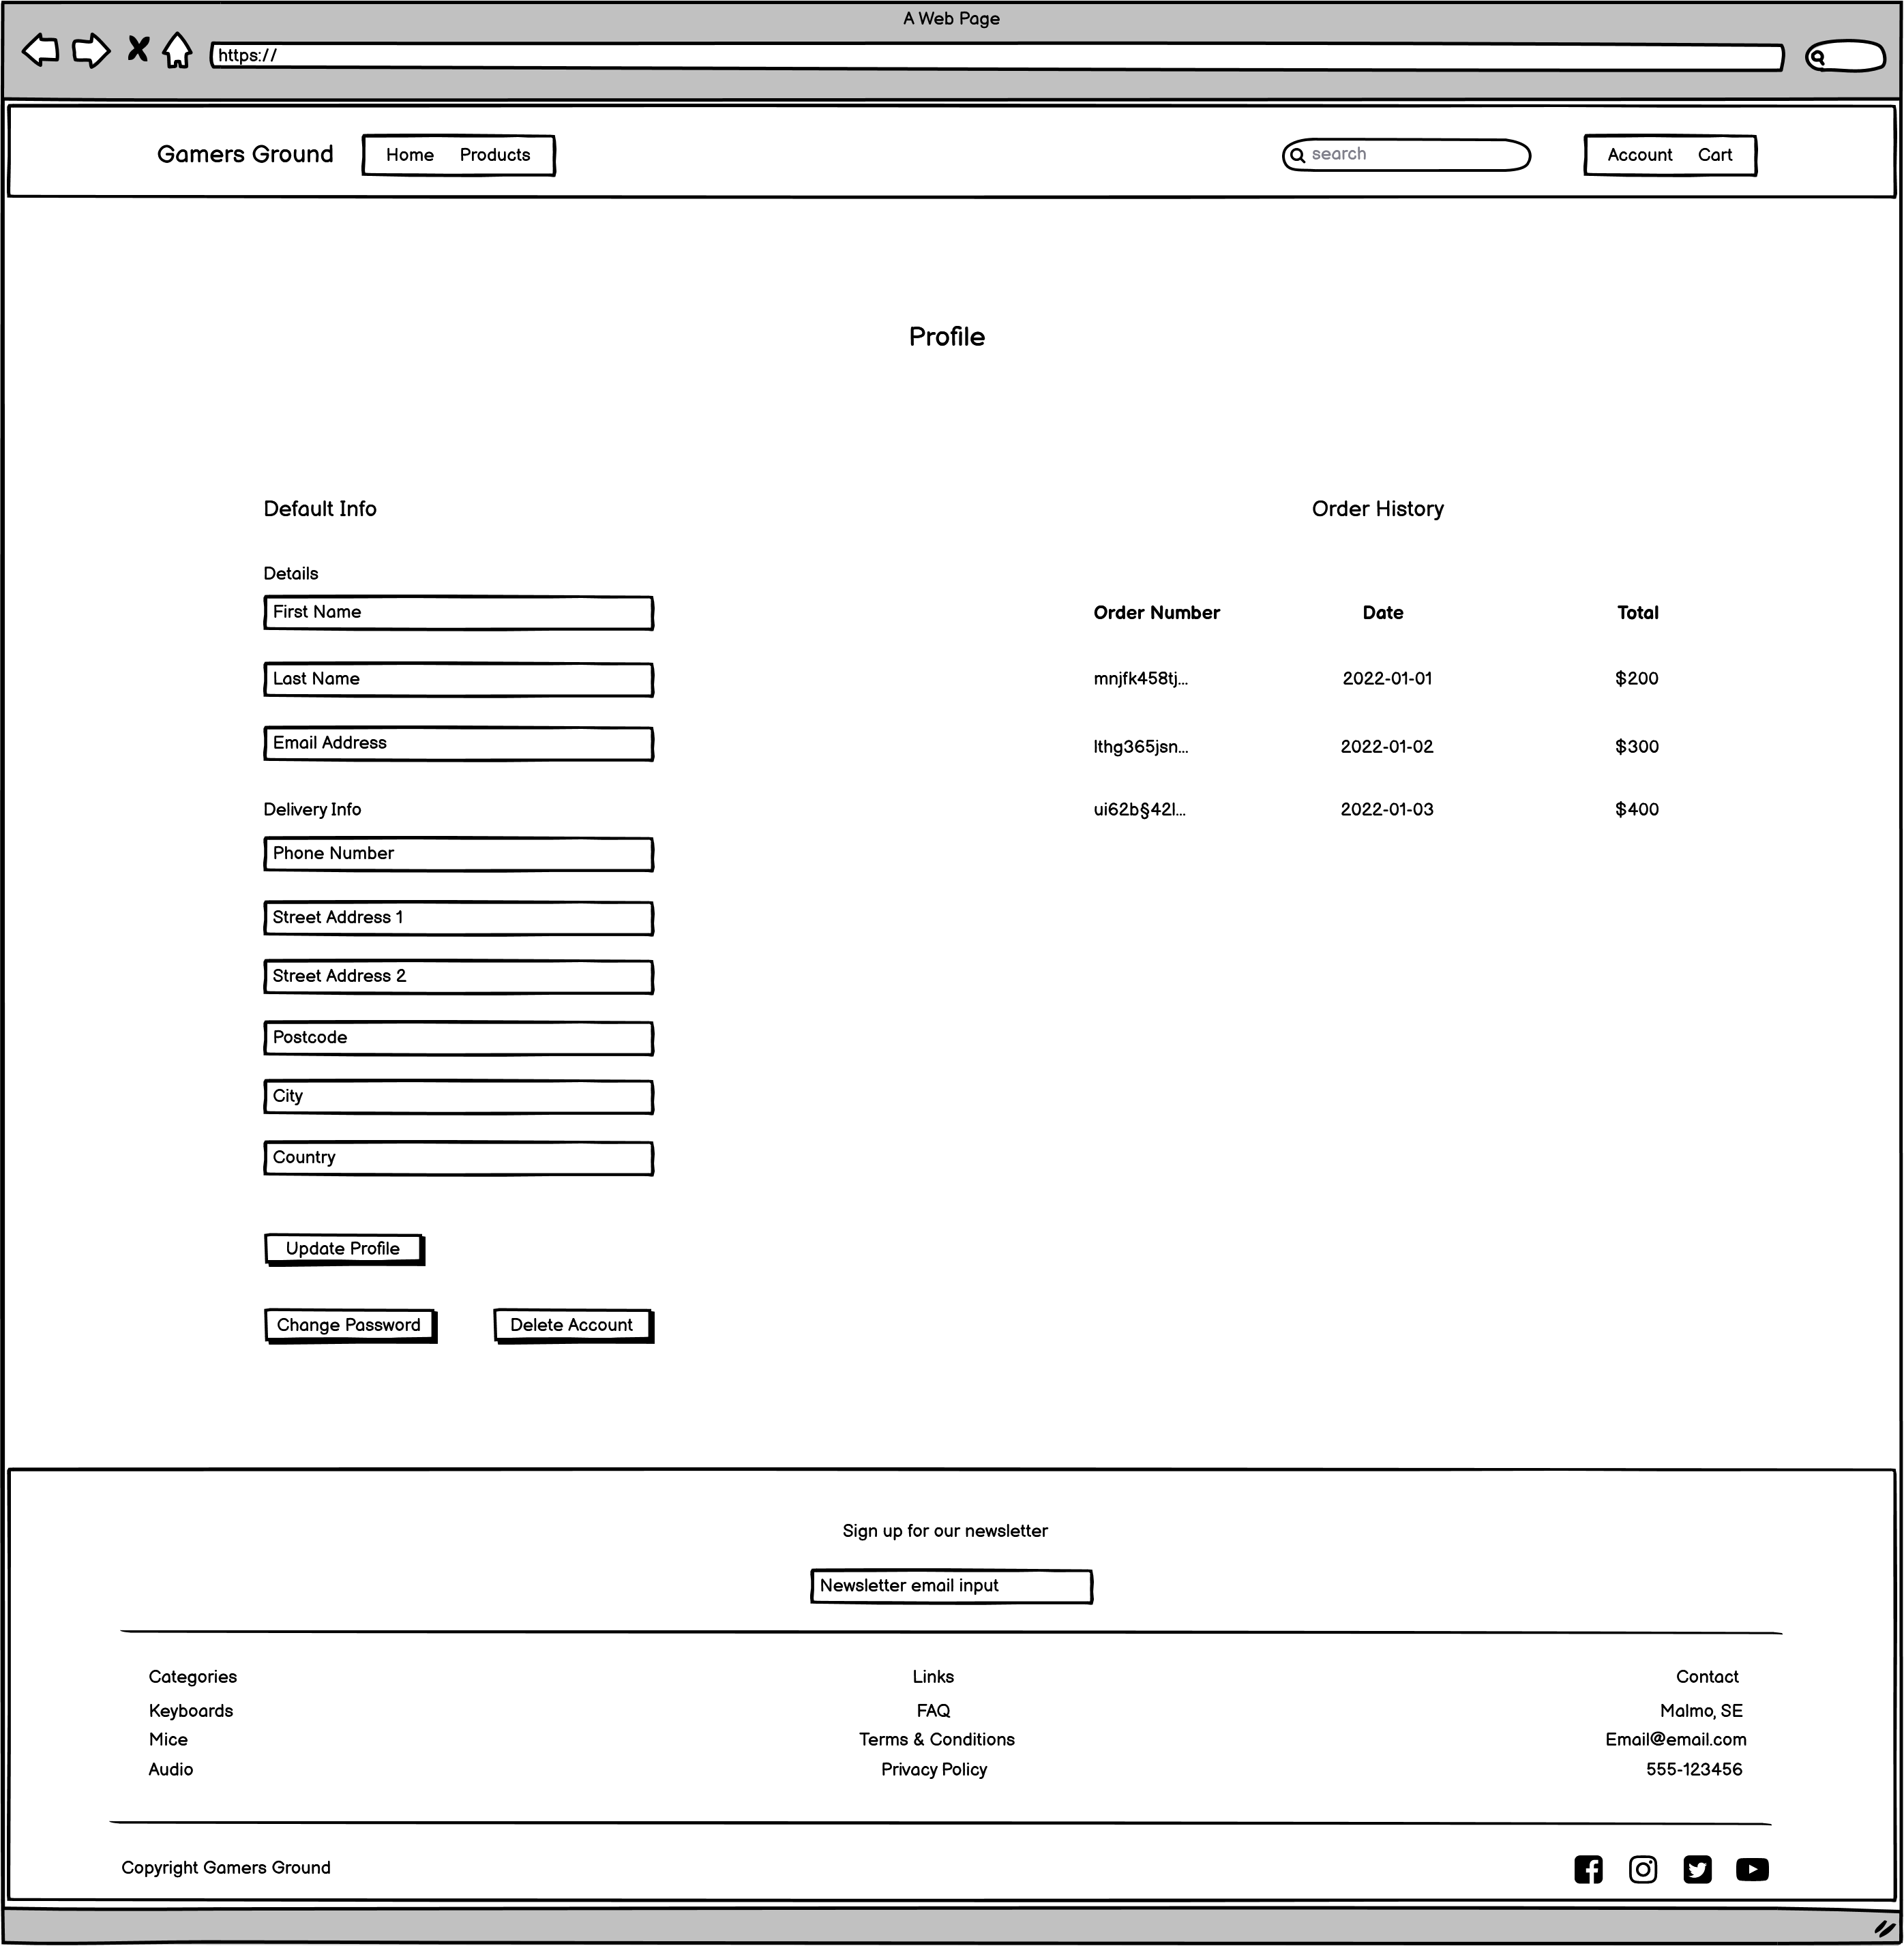 A Web Page
https://
Gamers Ground
Home Products
search
Account Cart
Profile
Default Info
Details
First Name
Last Name
Email Address
Delivery Info
Phone Number
Street Address 1
Street Address 2
Postcode
City
Country
Update Profile
Change Password
Delete Account
Order History
Order Number Date Total
mnjfk458tj... 2022-01-01 $200
lthg365jsn... 2022-01-02 $300
ui62b§42l... 2022-01-03 $400
Sign up for our newsletter
Newsletter email input
Categories
Keyboards
Mice
Audio
Links
FAQ
Terms & Conditions
Privacy Policy
Contact
Malmo, SE
Email@email.com
555-123456
Copyright Gamers Ground